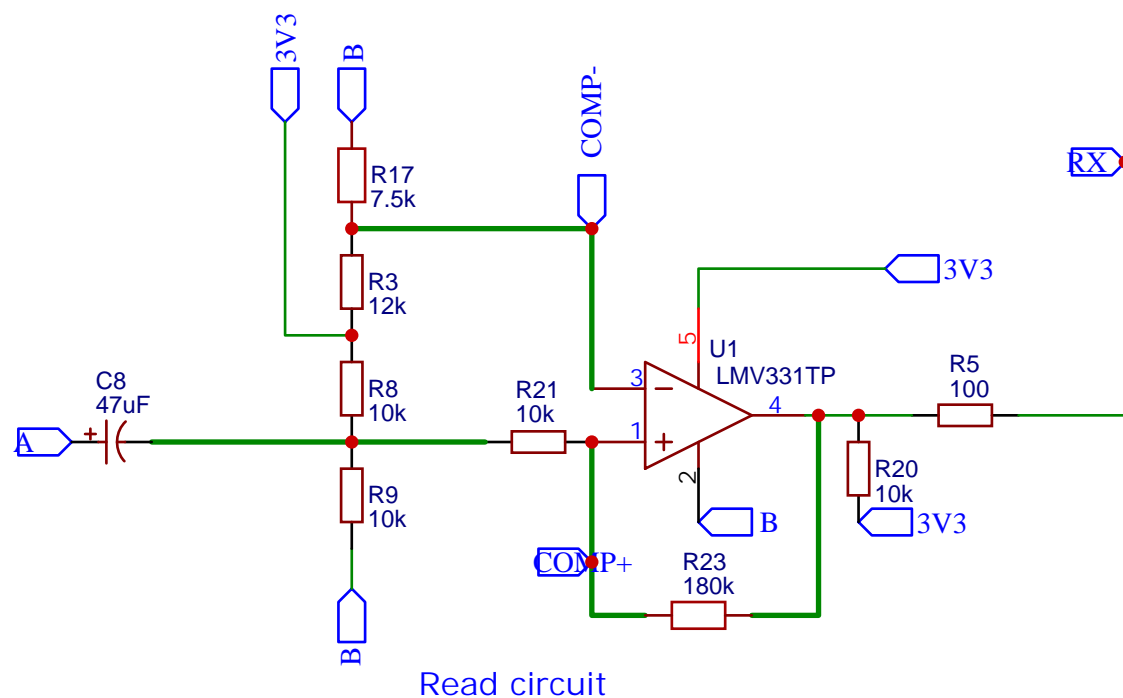 3V3
B
COMP-
R17
7.5k
RX
R3
12k
3V3
5
U1
LMV331TP
C8
47uF
R8
10k
R21
10k
3
R5
100
4
1
A
+
R9
10k
2
R20
10k
B
3V3
COMP+
R23
180k
B
Read circuit